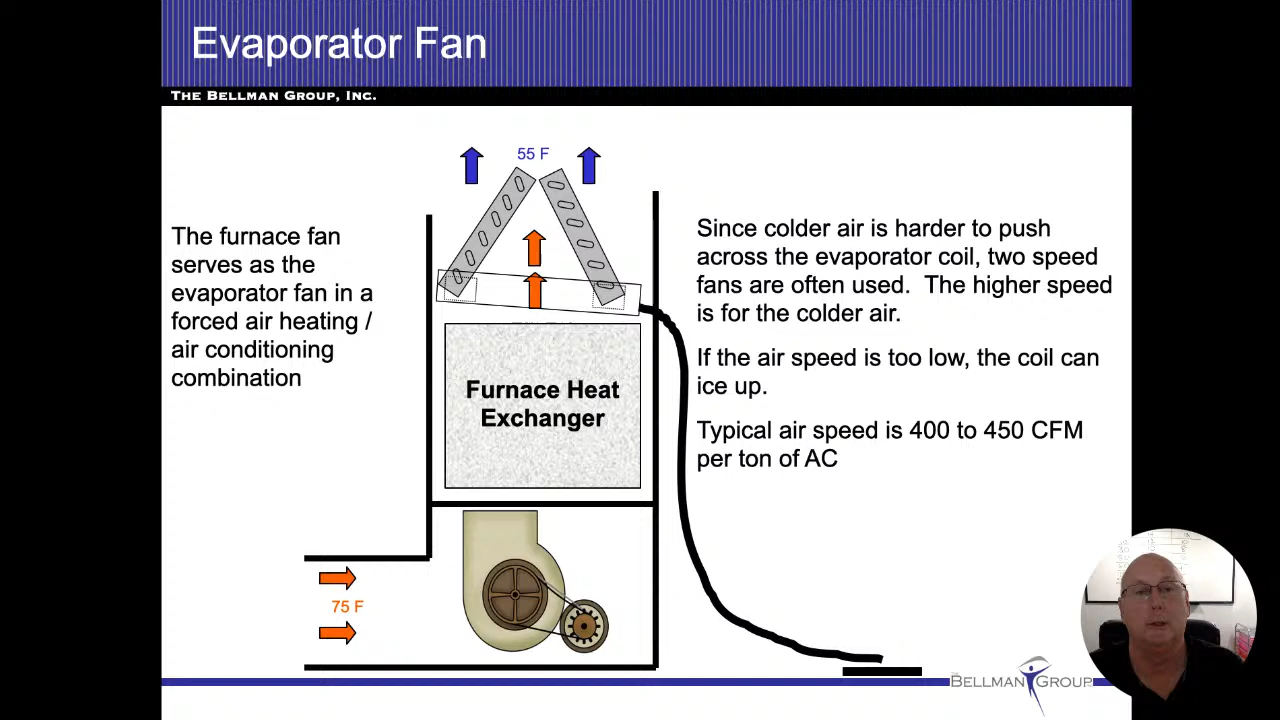 Evaporator Fan
THE BELLMAN GROUP, INC.
55 F
The furnace fan
serves as the
evaporator fan in a
forced air heating /
air conditioning
combination
Since colder air is harder to push
across the evaporator coil, two speed
fans are often used.  The higher speed
is for the colder air.
If the air speed is too low, the coil can
ice up.
Typical air speed is 400 to 450 CFM
per ton of AC
Furnace Heat
Exchanger
75 F
THE
BELLMAN GROUP